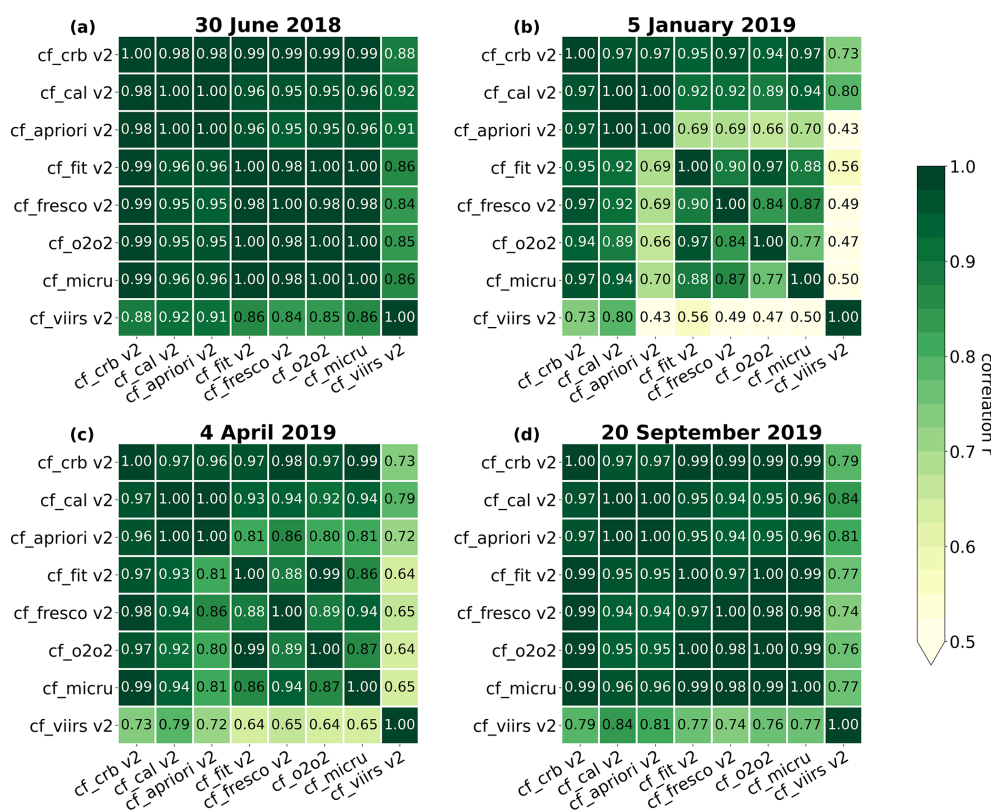 (a) 30 June 2018
cf_crb v2 1.00 0.98 0.98 0.99 0.99 0.99 0.99 0.88
cf_cal v2 0.98 1.00 1.00 0.96 0.95 0.95 0.96 0.92
cf_apriori v2 0.98 1.00 1.00 0.96 0.95 0.95 0.96 0.91
cf_fit v2 0.99 0.96 0.96 1.00 0.98 1.00 1.00 0.86
cf_fresco v2 0.99 0.95 0.95 0.98 1.00 0.98 0.98 0.84
cf_o2o2 0.99 0.95 0.95 1.00 0.98 1.00 1.00 0.85
cf_micru 0.99 0.96 0.96 1.00 0.98 1.00 1.00 0.86
cf_viirs v2 0.88 0.92 0.91 0.86 0.84 0.85 0.86 1.00
cf_crb v2 cf_cal v2 cf_apriori v2 cf_fit v2 cf_fresco v2 cf_o2o2 cf_micru cf_viirs v2
(b) 5 January 2019
cf_crb v2 1.00 0.97 0.97 0.95 0.97 0.94 0.97 0.73
cf_cal v2 0.97 1.00 1.00 0.92 0.92 0.89 0.94 0.80
cf_apriori v2 0.97 1.00 1.00 0.69 0.69 0.66 0.70 0.43
cf_fit v2 0.95 0.92 0.69 1.00 0.90 0.97 0.88 0.56
cf_fresco v2 0.97 0.92 0.69 0.90 1.00 0.84 0.87 0.49
cf_o2o2 0.94 0.89 0.66 0.97 0.84 1.00 0.77 0.47
cf_micru 0.97 0.94 0.70 0.88 0.87 0.77 1.00 0.50
cf_viirs v2 0.73 0.80 0.43 0.56 0.49 0.47 0.50 1.00
cf_crb v2 cf_cal v2 cf_apriori v2 cf_fit v2 cf_fresco v2 cf_o2o2 cf_micru cf_viirs v2
(c) 4 April 2019
cf_crb v2 1.00 0.97 0.96 0.97 0.98 0.97 0.99 0.73
cf_cal v2 0.97 1.00 1.00 0.93 0.94 0.92 0.94 0.79
cf_apriori v2 0.96 1.00 1.00 0.81 0.86 0.80 0.81 0.72
cf_fit v2 0.97 0.93 0.81 1.00 0.88 0.99 0.86 0.64
cf_fresco v2 0.98 0.94 0.86 0.88 1.00 0.89 0.94 0.65
cf_o2o2 0.97 0.92 0.80 0.99 0.89 1.00 0.87 0.64
cf_micru 0.99 0.94 0.81 0.86 0.94 0.87 1.00 0.65
cf_viirs v2 0.73 0.79 0.72 0.64 0.65 0.64 0.65 1.00
cf_crb v2 cf_cal v2 cf_apriori v2 cf_fit v2 cf_fresco v2 cf_o2o2 cf_micru cf_viirs v2
(d) 20 September 2019
cf_crb v2 1.00 0.97 0.97 0.99 0.99 0.99 0.99 0.79
cf_cal v2 0.97 1.00 1.00 0.95 0.94 0.95 0.96 0.84
cf_apriori v2 0.97 1.00 1.00 0.95 0.94 0.95 0.96 0.81
cf_fit v2 0.99 0.95 0.95 1.00 0.97 1.00 0.99 0.77
cf_fresco v2 0.99 0.94 0.94 0.97 1.00 0.98 0.98 0.74
cf_o2o2 0.99 0.95 0.95 1.00 0.98 1.00 0.99 0.76
cf_micru 0.99 0.96 0.96 0.99 0.98 0.99 1.00 0.77
cf_viirs v2 0.79 0.84 0.81 0.77 0.74 0.76 0.77 1.00
cf_crb v2 cf_cal v2 cf_apriori v2 cf_fit v2 cf_fresco v2 cf_o2o2 cf_micru cf_viirs v2
1.0
0.9
0.8
0.7
0.6
0.5
correlation r